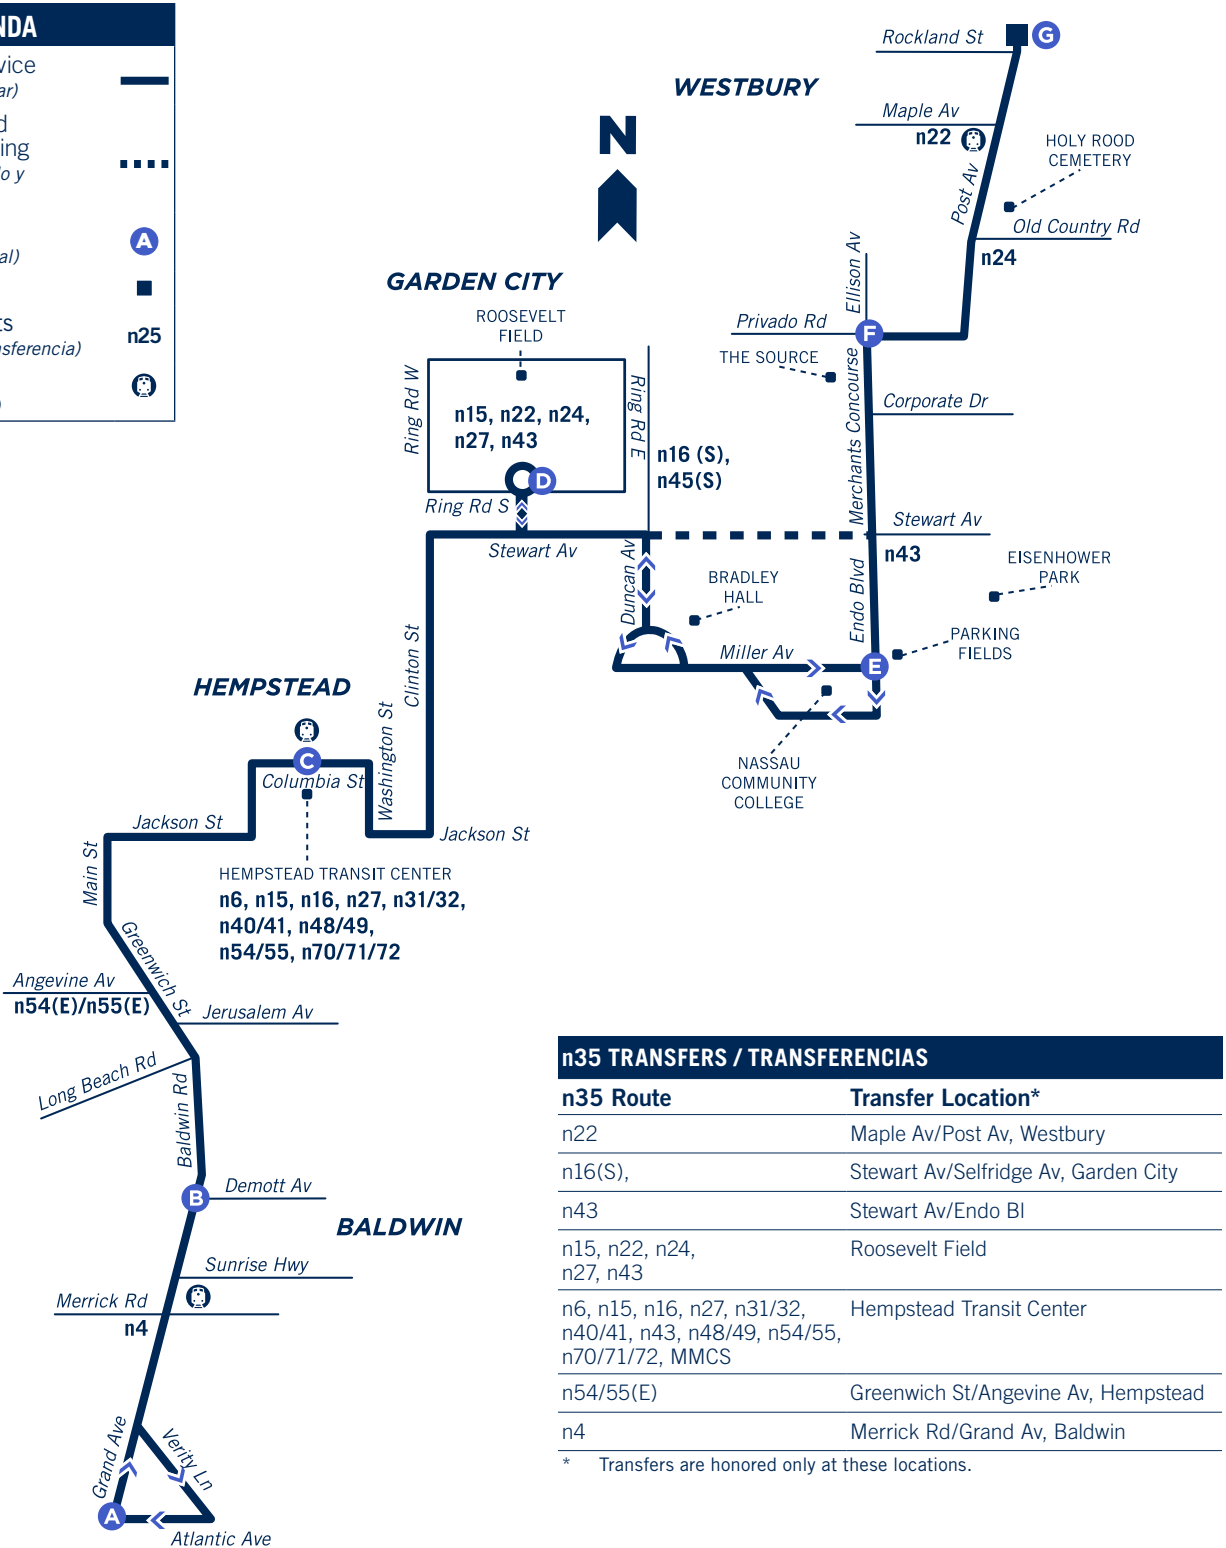 NDA
vice
ar)
d
ing
lo y
A
al)
ts
n25
nsferencia)
)
Rockland St
G
WESTBURY
Maple Av
n22
HOLY ROOD
CEMETERY
N
Post Av
Old Country Rd
n24
GARDEN CITY
Ellison Av
ROOSEVELT
FIELD
Privado Rd
F
THE SOURCE
Ring Rd W
Ring Rd E
n15, n22, n24,
n27, n43
Corporate Dr
Merchants Concourse
n16 (S),
n45(S)
D
Ring Rd S
Stewart Av
Stewart Av
n43
Duncan Av
Endo Blvd
EISENHOWER
PARK
BRADLEY
HALL
PARKING
FIELDS
Clinton St
Miller Av
E
HEMPSTEAD
Washington St
C
Columbia St
NASSAU
COMMUNITY
COLLEGE
Jackson St
Jackson St
Main St
HEMPSTEAD TRANSIT CENTER
n6, n15, n16, n27, n31/32,
n40/41, n48/49,
n54/55, n70/71/72
Greenwich St
Angevine Av
n54(E)/n55(E)
Jerusalem Av
Long Beach Rd
Baldwin Rd
B
Demott Av
BALDWIN
Sunrise Hwy
Merrick Rd
n4
Grand Ave
Verity Ln
A
Atlantic Ave
n35 TRANSFERS / TRANSFERENCIAS
n35 Route Transfer Location*
n22 Maple Av/Post Av, Westbury
n16(S), Stewart Av/Selfridge Av, Garden City
n43 Stewart Av/Endo Bl
n15, n22, n24, Roosevelt Field
n27, n43
n6, n15, n16, n27, n31/32, Hempstead Transit Center
n40/41, n43, n48/49, n54/55,
n70/71/72, MMCS
n54/55(E) Greenwich St/Angevine Av, Hempstead
n4 Merrick Rd/Grand Av, Baldwin
* Transfers are honored only at these locations.